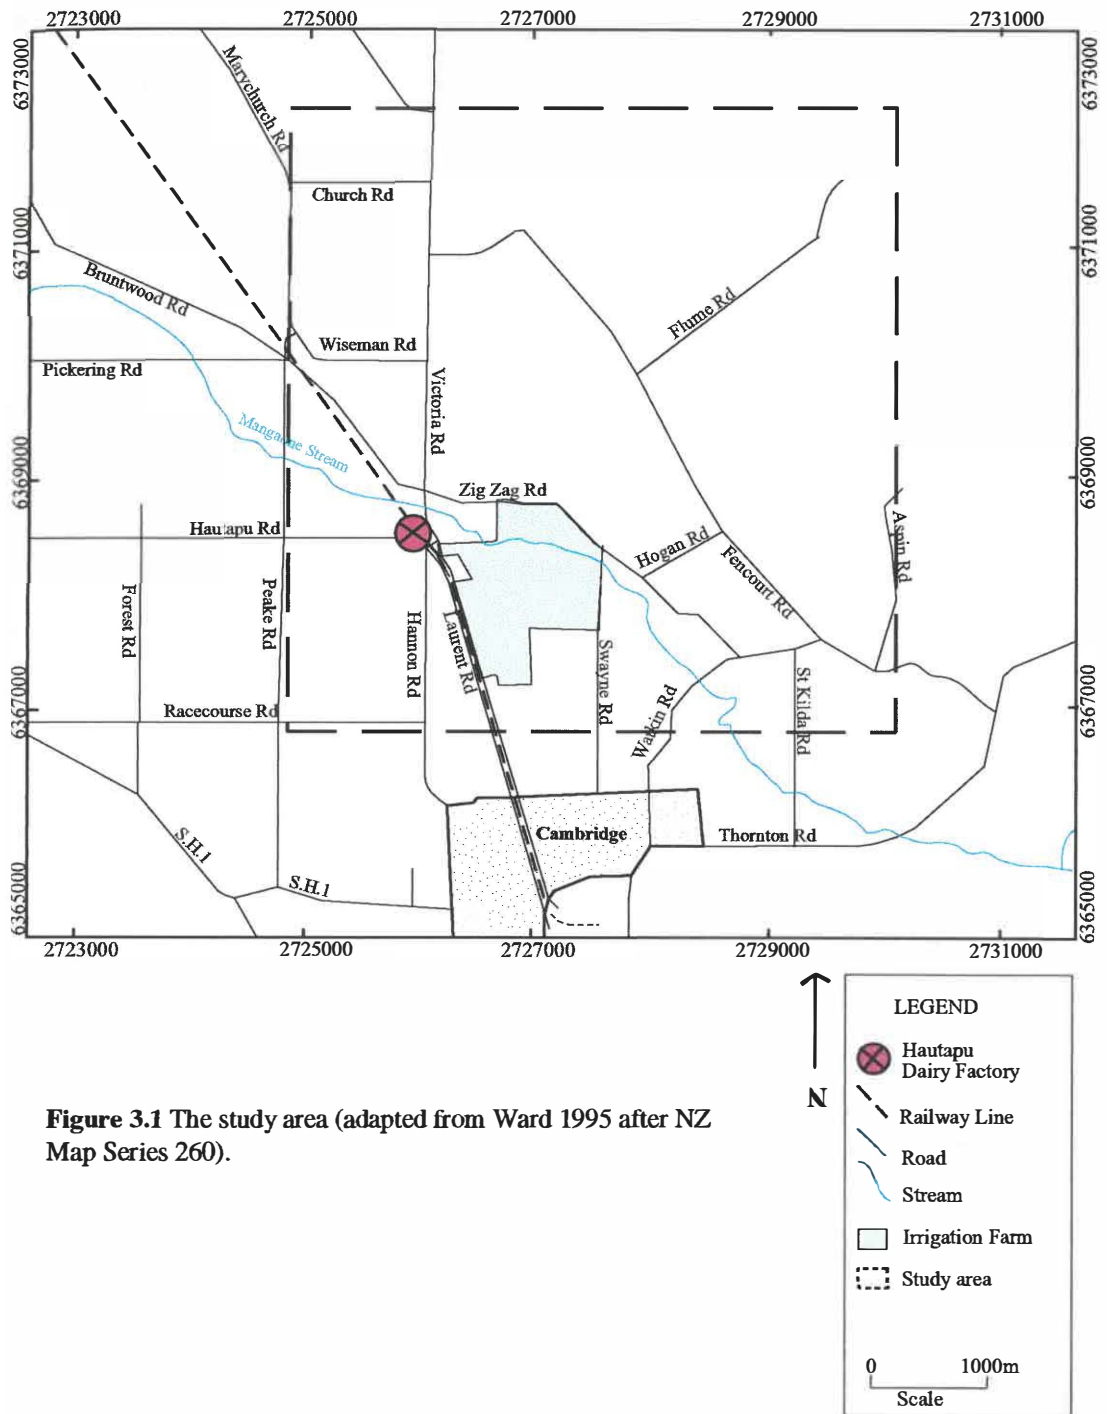 2723000
2725000
2727000
2729000
2731000
6373000
6373000
Marychurch Rd
Church Rd
6371000
6371000
Bruntwood Rd
Flume Rd
Wiseman Rd
Pickering Rd
Victoria Rd
Mangaone Stream
6369000
6369000
Zig Zag Rd
Hautapu Rd
Hogan Rd
Aspin Rd
Fencourt Rd
Forest Rd
Peake Rd
Hannon Rd
Laurent Rd
Swayne Rd
St Kilda Rd
6367000
6367000
Racecourse Rd
Watkin Rd
Cambridge
Thornton Rd
S.H.1
S.H.1
6365000
6365000
2723000
2725000
2727000
2729000
2731000
N
LEGEND
Hautapu
Dairy Factory
Railway Line
Road
Stream
Irrigation Farm
Study area
0 1000m
Scale
Figure 3.1 The study area (adapted from Ward 1995 after NZ
Map Series 260).